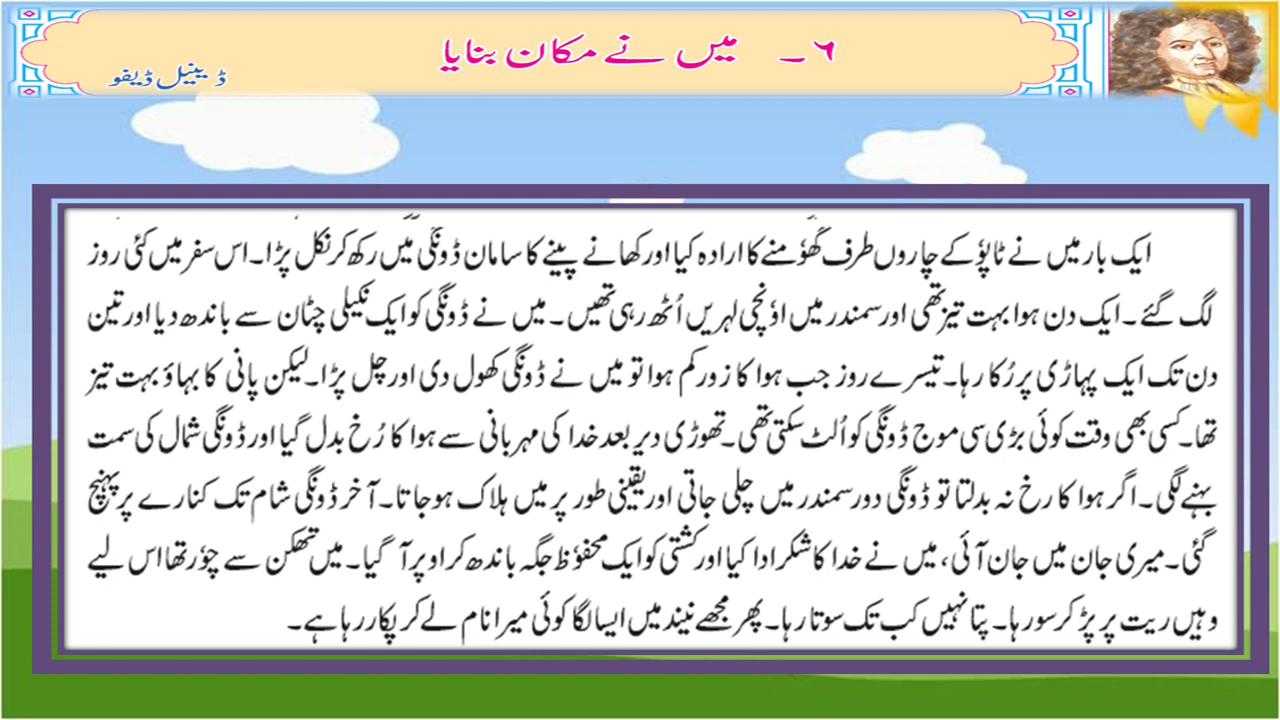 ۶۔ میں نے مکان بنایا
ڈینیل ڈیفو
ایک بار میں نے ٹاپوٗ کے چاروں طرف گھوٗمنے کا ارادہ کیا اور کھانے پینے کا سامان ڈونگی میں رکھ کر نکل پڑا۔ اس سفر میں کئی روز
لگ گئے۔ ایک دن ہوا بہت تیز تھی اور سمندر میں اوٗنچی لہریں اُٹھ رہی تھیں۔ میں نے ڈونگی کو ایک نکیلی چٹان سے باندھ دیا اور تین
دن تک ایک پہاڑی پر رُکا رہا۔ تیسرے روز جب ہوا کا زور کم ہوا تو میں نے ڈونگی کھول دی اور چل پڑا۔ لیکن پانی کا بہاؤ بہت تیز
تھا۔ کسی بھی وقت کوئی بڑی سی موج ڈونگی کو اُلٹ سکتی تھی۔ تھوڑی دیر بعد خدا کی مہربانی سے ہوا کا رُخ بدل گیا اور ڈونگی شمال کی سمت
بہنے لگی۔ اگر ہوا کا رخ نہ بدلتا تو ڈونگی دور سمندر میں چلی جاتی اور یقینی طور پر میں ہلاک ہو جاتا۔ آخر ڈونگی شام تک کنارے پر پہنچ
گئی۔ میری جان میں جان آئی، میں نے خدا کا شکر ادا کیا اور کشتی کو ایک محفوٗظ جگہ باندھ کر اوپر آ گیا۔ میں تھکن سے چوٗر تھا اس لیے
وہیں ریت پر پڑ کر سو رہا۔ پتا نہیں کب تک سوتا رہا۔ پھر مجھے نیند میں ایسا لگا کوئی میرا نام لے کر پکار رہا ہے۔